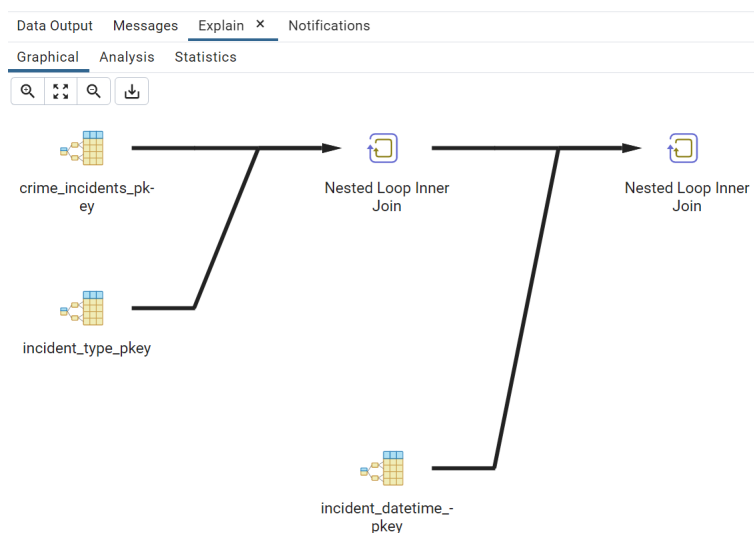 Data Output Messages Explain × Notifications
Graphical Analysis Statistics
crime_incidents_pk-
ey
Nested Loop Inner
Join
Nested Loop Inner
Join
incident_type_pkey
incident_datetime_-
pkey